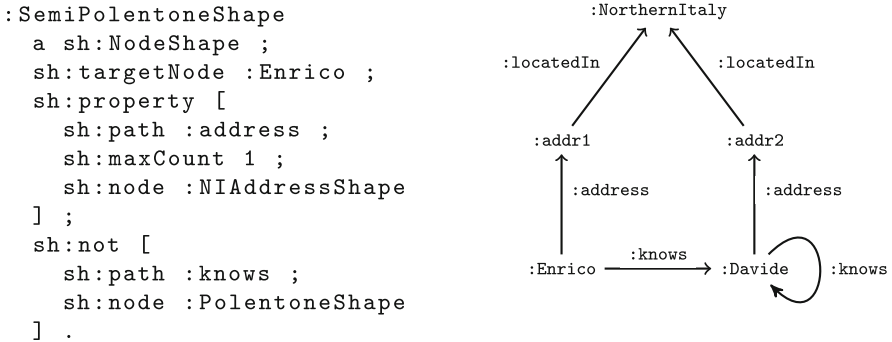 :SemiPolentoneShape
a sh:NodeShape ;
sh:targetNode :Enrico ;
sh:property [
sh:path :address ;
sh:maxCount 1 ;
sh:node :NIAddressShape
] ;
sh:not [
sh:path :knows ;
sh:node :PolentoneShape
] .
:NorthernItaly
:locatedIn :locatedIn
:addr1 :addr2
:address :address
:knows
:Enrico :Davide :knows